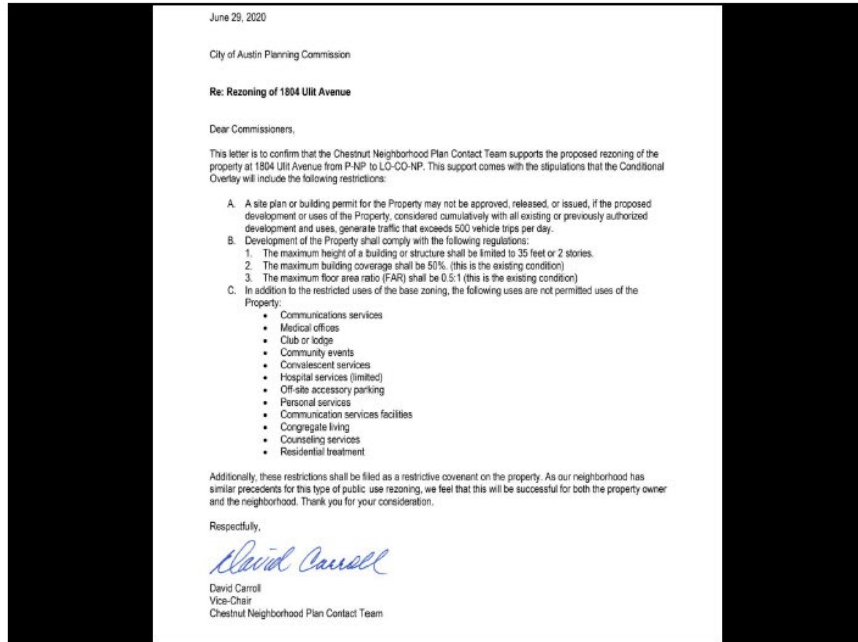 June 29, 2020
City of Austin Planning Commission
Re: Rezoning of 1804 Ulit Avenue
Dear Commissioners,
This letter is to confirm that the Chestnut Neighborhood Plan Contact Team supports the proposed rezoning of the
property at 1804 Ulit Avenue from P-NP to LO-CO-NP. This support comes with the stipulations that the Conditional
Overlay will include the following restrictions:
A. A site plan or building permit for the Property may not be approved, released, or issued, if the proposed
development or uses of the Property, considered cumulatively with all existing or previously authorized
development and uses, generate traffic that exceeds 500 vehicle trips per day.
B. Development of the Property shall comply with the following regulations:
1. The maximum height of a building or structure shall be limited to 35 feet or 2 stories.
2. The maximum building coverage shall be 50%. (this is the existing condition)
3. The maximum floor area ratio (FAR) shall be 0.5:1 (this is the existing condition)
C. In addition to the restricted uses of the base zoning, the following uses are not permitted uses of the
Property:
• Communications services
• Medical offices
• Club or lodge
• Community events
• Convalescent services
• Hospital services (limited)
• Off-site accessory parking
• Personal services
• Communication services facilities
• Congregate living
• Counseling services
• Residential treatment
Additionally, these restrictions shall be filed as a restrictive covenant on the property. As our neighborhood has
similar precedents for this type of public use rezoning, we feel that this will be successful for both the property owner
and the neighborhood. Thank you for your consideration.
Respectfully,
David Carroll
David Carroll
Vice-Chair
Chestnut Neighborhood Plan Contact Team